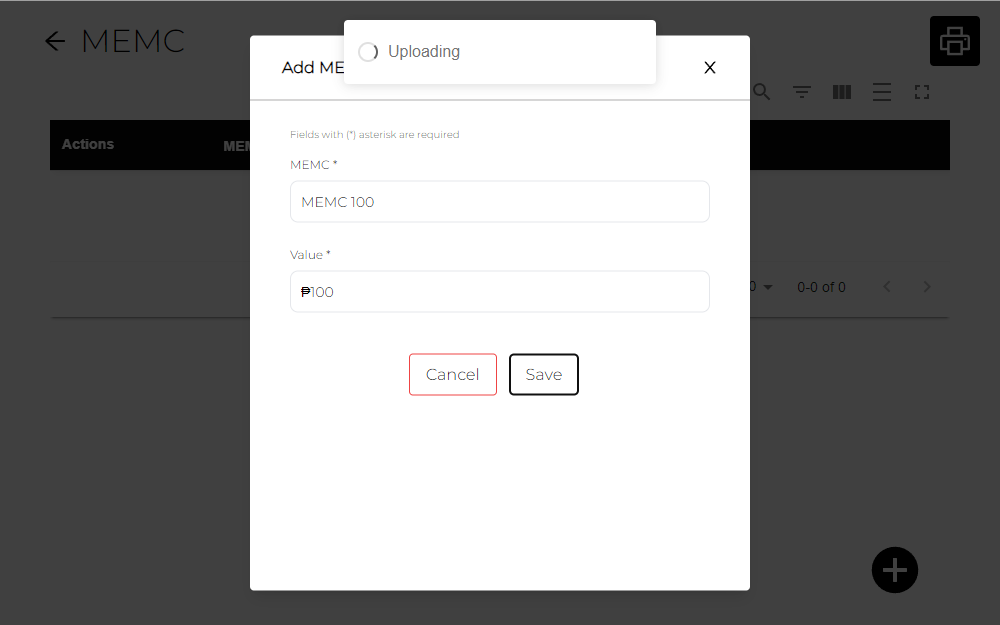 MEMC
Uploading
Add ME
X
Actions
MEM
Fields with (*) asterisk are required
MEMC *
MEMC 100
Value *
₱100
0-0 of 0
Cancel
Save